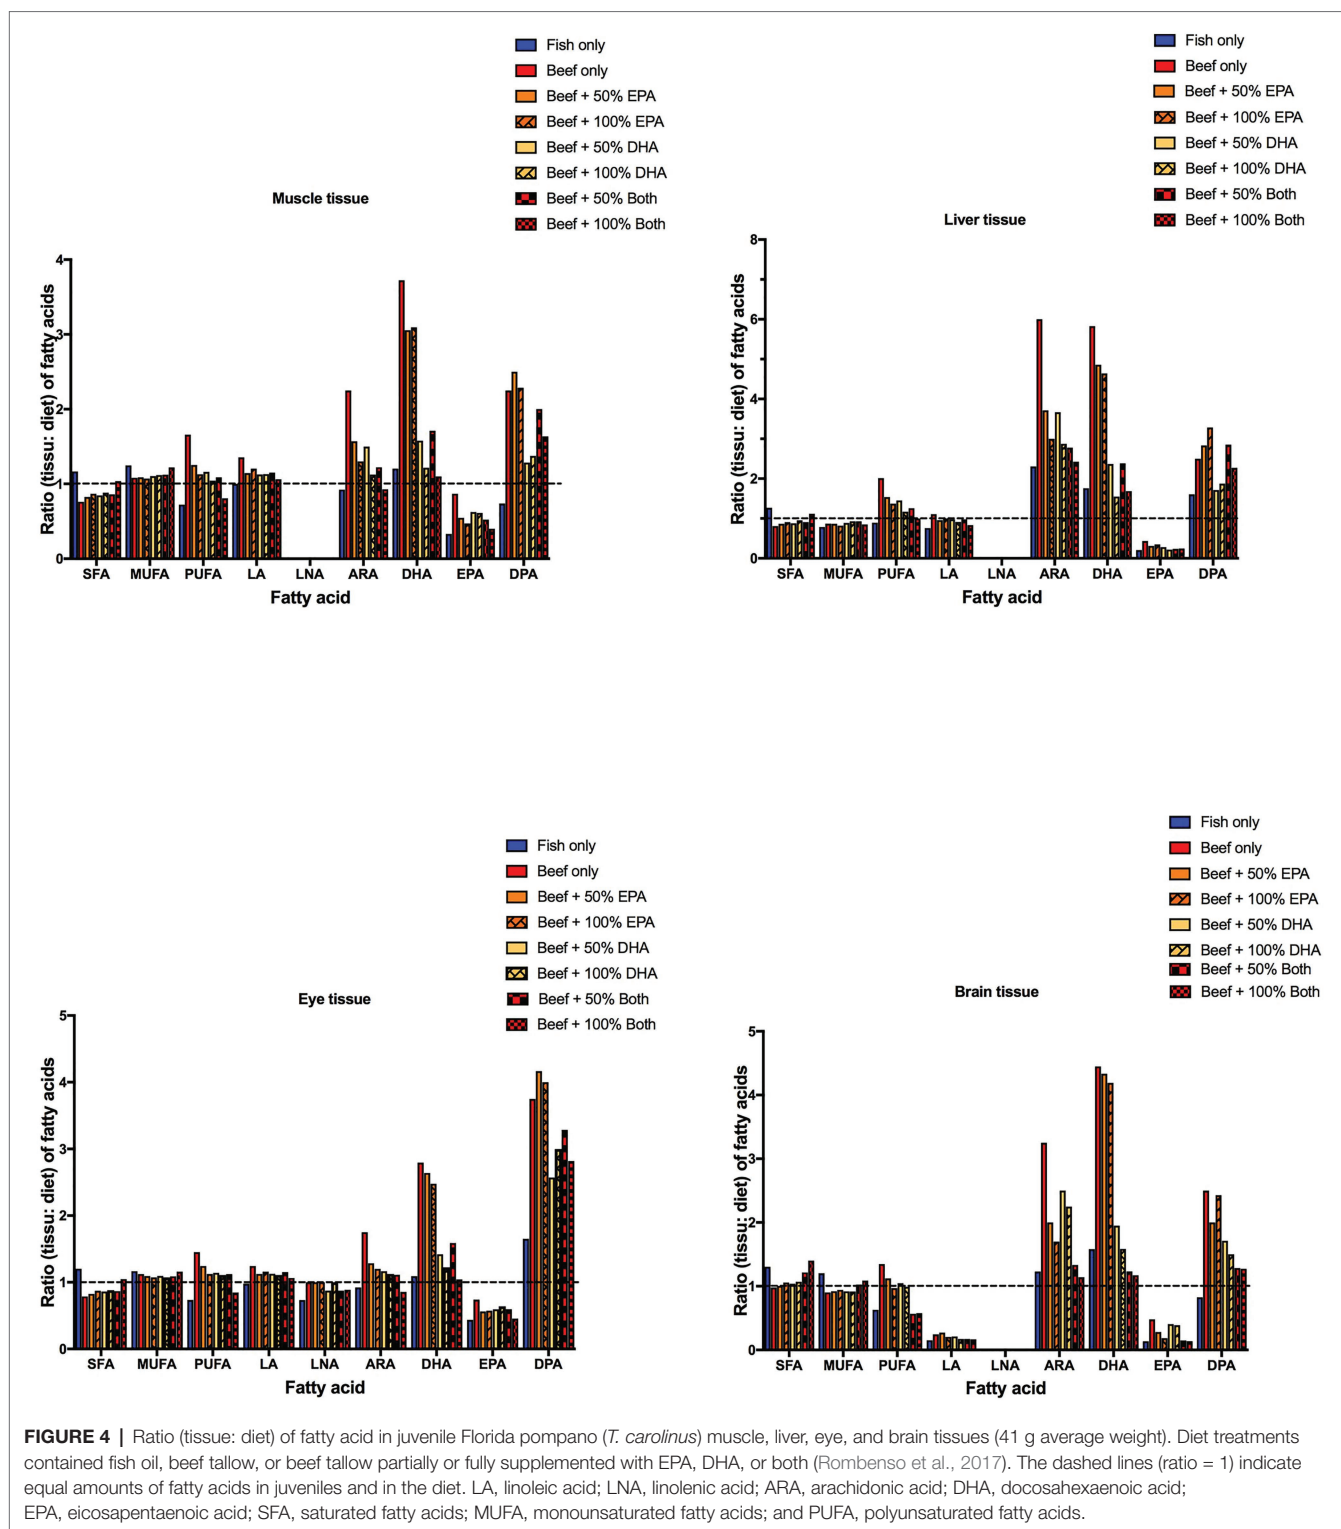 Fish only
Beef only
Beef + 50% EPA
Beef + 100% EPA
Beef + 50% DHA
Beef + 100% DHA
Beef + 50% Both
Beef + 100% Both
Muscle tissue
Ratio (tissu: diet) of fatty acids
4
3
2
1
0
SFA MUFA PUFA LA LNA ARA DHA EPA DPA
Fatty acid
Fish only
Beef only
Beef + 50% EPA
Beef + 100% EPA
Beef + 50% DHA
Beef + 100% DHA
Beef + 50% Both
Beef + 100% Both
Liver tissue
Ratio (tissu: diet) of fatty acids
8
6
4
2
0
SFA MUFA PUFA LA LNA ARA DHA EPA DPA
Fatty acid
Fish only
Beef only
Beef + 50% EPA
Beef + 100% EPA
Beef + 50% DHA
Beef + 100% DHA
Beef + 50% Both
Beef + 100% Both
Eye tissue
Ratio (tissu: diet) of fatty acids
5
4
3
2
1
0
SFA MUFA PUFA LA LNA ARA DHA EPA DPA
Fatty acid
Fish only
Beef only
Beef + 50% EPA
Beef + 100% EPA
Beef + 50% DHA
Beef + 100% DHA
Beef + 50% Both
Beef + 100% Both
Brain tissue
Ratio (tissu: diet) of fatty acids
5
4
3
2
1
0
SFA MUFA PUFA LA LNA ARA DHA EPA DPA
Fatty acid
FIGURE 4 | Ratio (tissue: diet) of fatty acid in juvenile Florida pompano (T. carolinus) muscle, liver, eye, and brain tissues (41 g average weight). Diet treatments
contained fish oil, beef tallow, or beef tallow partially or fully supplemented with EPA, DHA, or both (Rombenso et al., 2017). The dashed lines (ratio = 1) indicate
equal amounts of fatty acids in juveniles and in the diet. LA, linoleic acid; LNA, linolenic acid; ARA, arachidonic acid; DHA, docosahexaenoic acid;
EPA, eicosapentaenoic acid; SFA, saturated fatty acids; MUFA, monounsaturated fatty acids; and PUFA, polyunsaturated fatty acids.